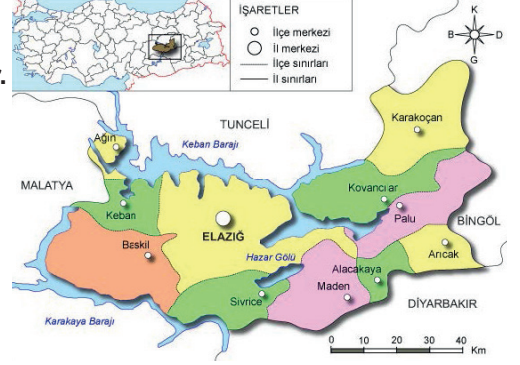 İŞARETLER
İlçe merkezi
İl merkezi
İlçe sınırları
İl sınırları
K
B
D
G
v.
TUNCELİ
Karakoçan
Ağın
Keban Barajı
MALATYA
Kovancılar
Keban
Palu
BİNGÖL
ELAZIĞ
Baskil
Hazar Gölü
Arıcak
Alacakaya
Maden
Sivrice
DİYARBAKIR
Karakaya Barajı
0 10 20 30 40
Km